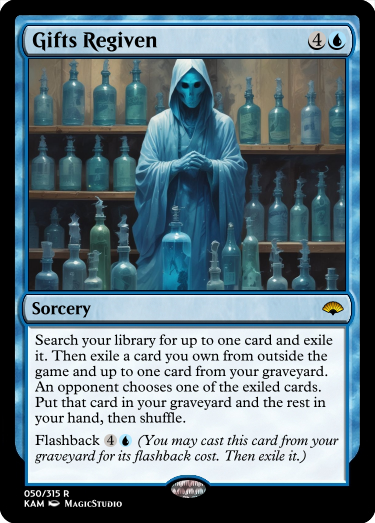 Gifts Regiven 4
Sorcery
Search your library for up to one card and exile
it. Then exile a card you own from outside the
game and up to one card from your graveyard.
An opponent chooses one of the exiled cards.
Put that card in your graveyard and the rest in
your hand, then shuffle.
Flashback 4 (You may cast this card from your
graveyard for its flashback cost. Then exile it.)
050/315 R
KAM MagicStudio